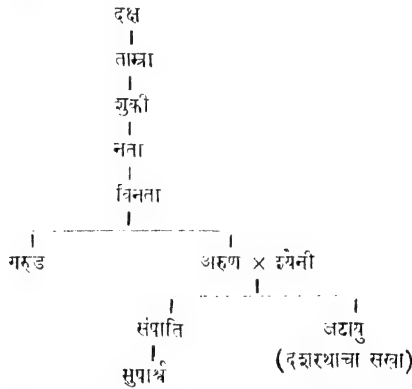 दक्ष
ताम्रा
शुकी
नता
विनता
गरुड अरुण × श्येनी
संपाति जटायु
(दशरथाचा सखा)
सुपार्श्व